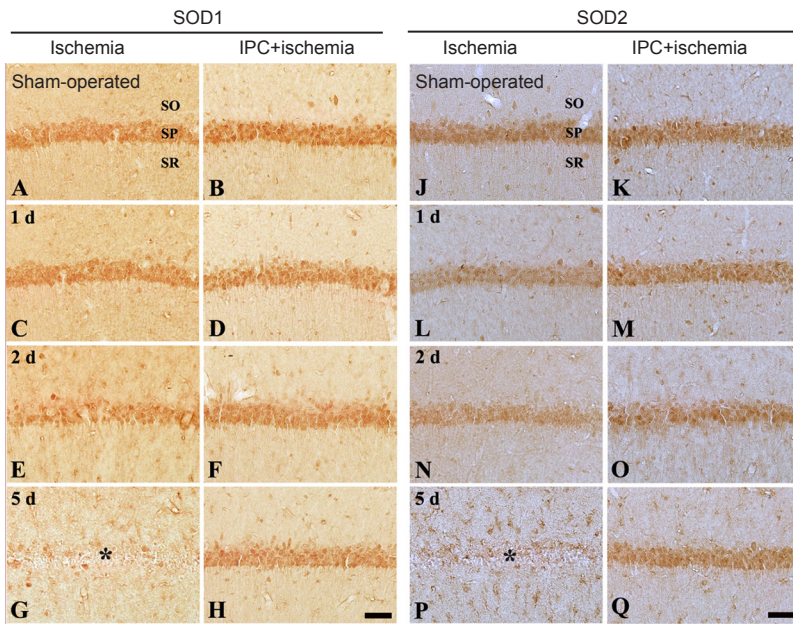 SOD1 SOD2
Ischemia IPC+ischemia Ischemia IPC+ischemia
Sham-operated Sham-operated
SO SO
SP SP
SR SR
A B J K
1 d 1 d
C D L M
2 d 2 d
E F N O
5 d 5 d
* *
G H P Q